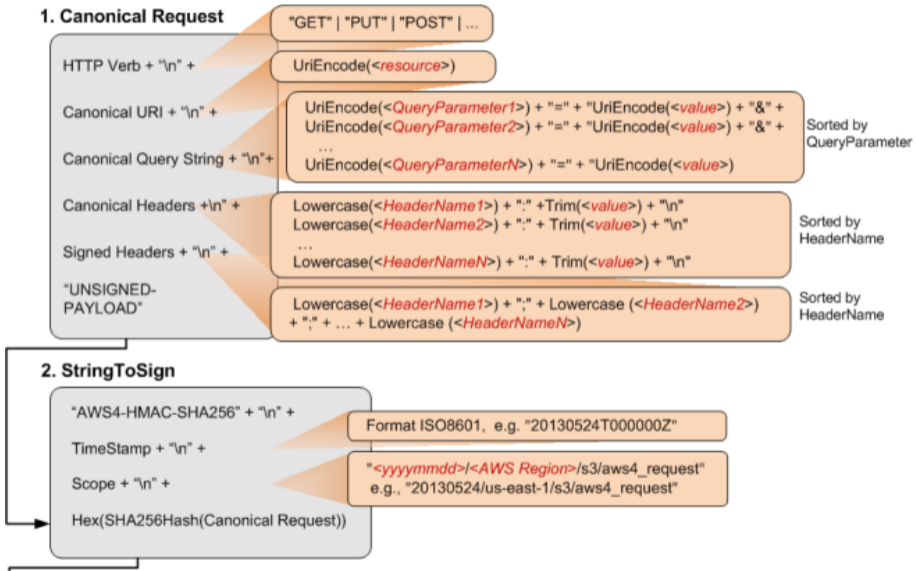 1. Canonical Request
"GET" | "PUT" | "POST" | ...
HTTP Verb + "\n" +
UriEncode(<resource>)
Canonical URI + "\n" +
UriEncode(<QueryParameter1>) + "=" + "UriEncode(<value>) + "&" +
UriEncode(<QueryParameter2>) + "=" + "UriEncode(<value>) + "&" +
...
UriEncode(<QueryParameterN>) + "=" + "UriEncode(<value>)
Sorted by
QueryParameter
Canonical Query String + "\n"+
Canonical Headers +\n" +
Lowercase(<HeaderName1>) + ":" +Trim(<value>) + "\n"
Lowercase(<HeaderName2>) + ":" + Trim(<value>) + "\n"
...
Lowercase(<HeaderNameN>) + ":" + Trim(<value>) + "\n"
Sorted by
HeaderName
Signed Headers + "\n" +
"UNSIGNED-
PAYLOAD"
Lowercase(<HeaderName1>) + ";" + Lowercase (<HeaderName2>)
+ ";" + ... + Lowercase (<HeaderNameN>)
Sorted by
HeaderName
2. StringToSign
"AWS4-HMAC-SHA256" + "\n" +
Format ISO8601, e.g. "20130524T000000Z"
TimeStamp + "\n" +
"<yyyymmdd>/<AWS Region>/s3/aws4_request"
e.g., "20130524/us-east-1/s3/aws4_request"
Scope + "\n" +
Hex(SHA256Hash(Canonical Request))